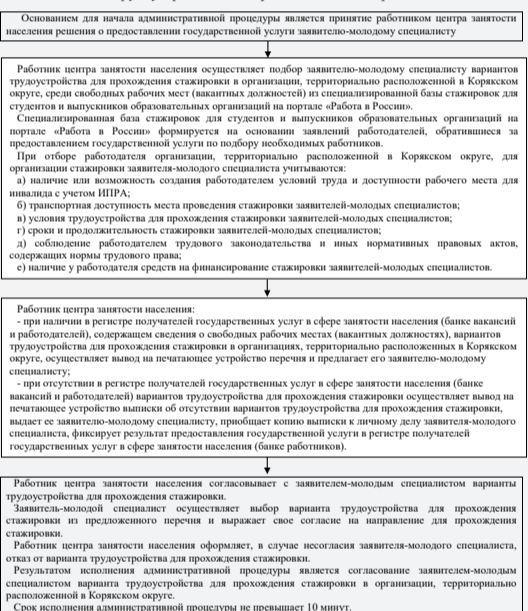 Основанием для начала административной процедуры является принятие работником центра занятости
населения решения о предоставлении государственной услуги заявителю-молодому специалисту
Работник центра занятости населения осуществляет подбор заявителю-молодому специалисту вариантов
трудоустройства для прохождения стажировки в организации, территориально расположенной в Корякском
округе, среди свободных рабочих мест (вакантных должностей) из специализированной базы стажировок для
студентов и выпускников образовательных организаций на портале «Работа в России».
Специализированная база стажировок для студентов и выпускников образовательных организаций на
портале «Работа в России» формируется на основании заявлений работодателей, обратившиеся за
предоставлением государственной услуги по подбору необходимых работников.
При отборе работодателя организации, территориально расположенной в Корякском округе, для
организации стажировки заявителя-молодого специалиста учитываются:
а) наличие или возможность создания работодателем условий труда и доступности рабочего места для
инвалида с учетом ИПРА;
б) транспортная доступность места проведения стажировки заявителей-молодых специалистов;
в) условия трудоустройства для прохождения стажировки заявителей-молодых специалистов;
г) сроки и продолжительность стажировки заявителей-молодых специалистов;
д) соблюдение работодателем трудового законодательства и иных нормативных правовых актов,
содержащих нормы трудового права;
е) наличие у работодателя средств на финансирование стажировки заявителей-молодых специалистов.
Работник центра занятости населения:
- при наличии в регистре получателей государственных услуг в сфере занятости населения (банке вакансий
и работодателей), содержащем сведения о свободных рабочих местах (вакантных должностях), вариантов
трудоустройства для прохождения стажировки в организациях, территориально расположенных в Корякском
округе, осуществляет вывод на печатающее устройство перечня и предлагает его заявителю-молодому
специалисту;
- при отсутствии в регистре получателей государственных услуг в сфере занятости населения (банке
вакансий и работодателей) вариантов трудоустройства для прохождения стажировки осуществляет вывод на
печатающее устройство выписки об отсутствии вариантов трудоустройства для прохождения стажировки,
выдает ее заявителю-молодому специалисту, приобщает копию выписки к личному делу заявителя-молодого
специалиста, фиксирует результат предоставления государственной услуги в регистре получателей
государственных услуг в сфере занятости населения (банке работников).
Работник центра занятости населения согласовывает с заявителем-молодым специалистом варианты
трудоустройства для прохождения стажировки.
Заявитель-молодой специалист осуществляет выбор варианта трудоустройства для прохождения
стажировки из предложенного перечня и выражает свое согласие на направление для прохождения
стажировки.
Работник центра занятости населения оформляет, в случае несогласия заявителя-молодого специалиста,
отказ от варианта трудоустройства для прохождения стажировки.
Результатом исполнения административной процедуры является согласование заявителем-молодым
специалистом варианта трудоустройства для прохождения стажировки в организации, территориально
расположенной в Корякском округе.
Срок исполнения административной процедуры не превышает 10 минут.